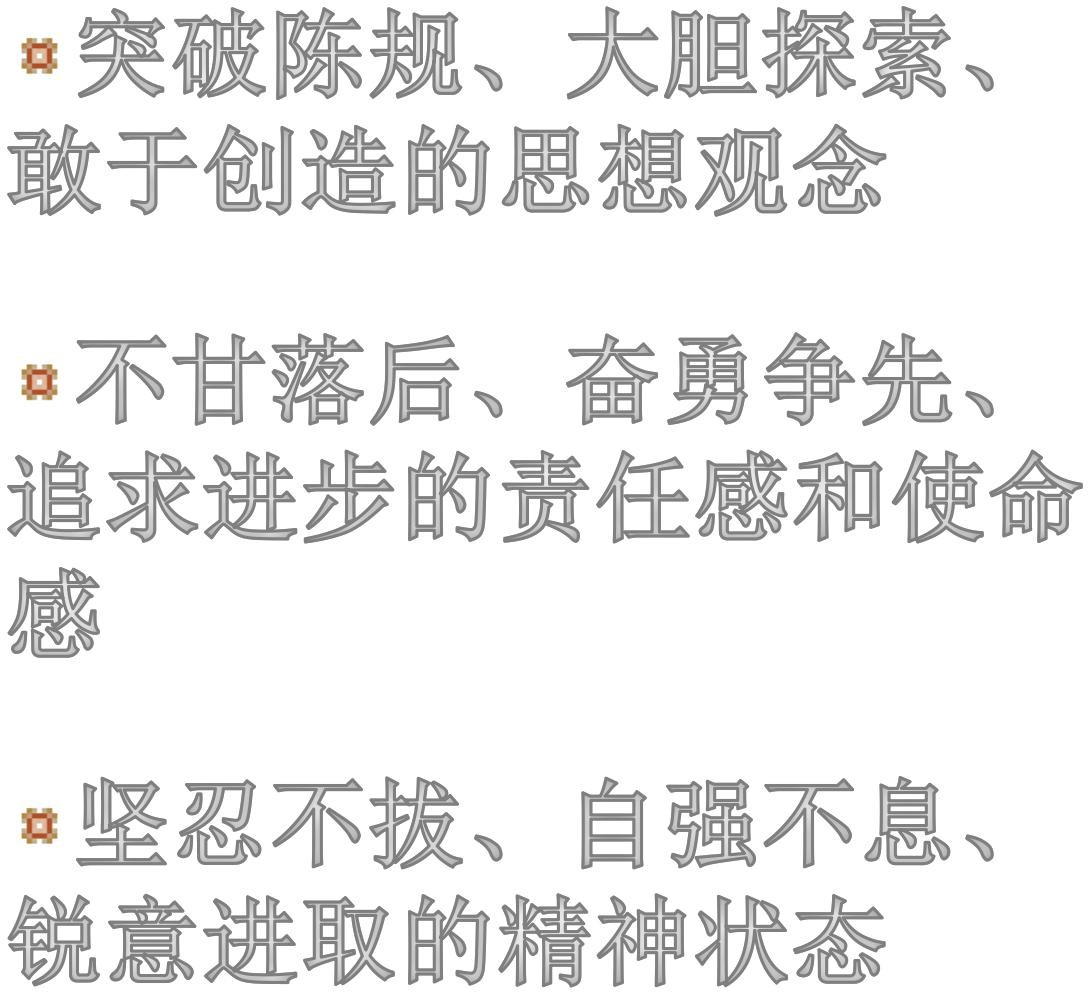 突破陈规、大胆探索、
敢于创造的思想观念
不甘落后、奋勇争先、
追求进步的责任感和使命
感
坚忍不拔、自强不息、
锐意进取的精神状态